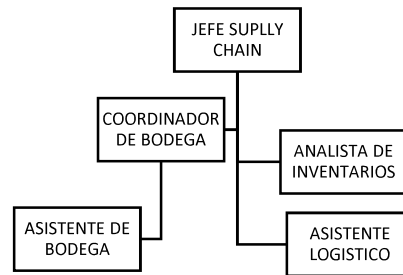 JEFE SUPLLY
CHAIN
COORDINADOR
DE BODEGA
ANALISTA DE
INVENTARIOS
ASISTENTE DE
BODEGA
ASISTENTE
LOGISTICO